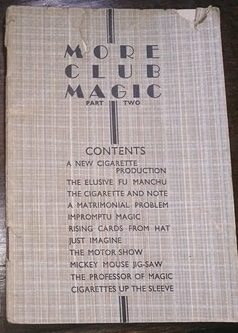 MORE
CLUB
MAGIC
PART TWO
CONTENTS
A NEW CIGARETTE
PRODUCTION
THE ELUSIVE FU MANCHU
THE CIGARETTE AND NOTE
A MATRIMONIAL PROBLEM
IMPROMPTU MAGIC
RISING CARDS FROM HAT
JUST IMAGINE
THE MOTOR SHOW
MICKEY MOUSE JIG-SAW
THE PROFESSOR OF MAGIC
CIGARETTES UP THE SLEEVE